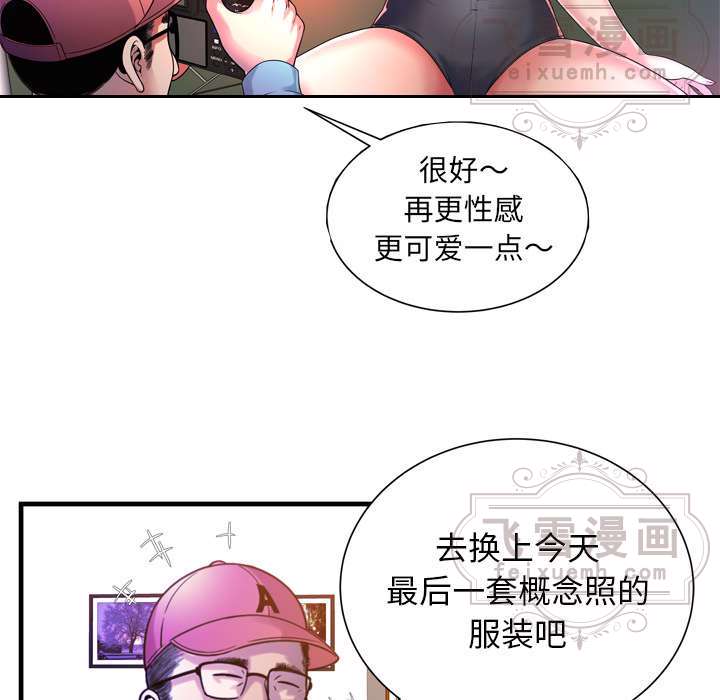 飞雪漫画
feixuemh.com
INFO
MENU
很好～
再更性感
更可爱一点～
飞雪漫画
feixuemh.com
去换上今天
最后一套概念照的
服装吧
A